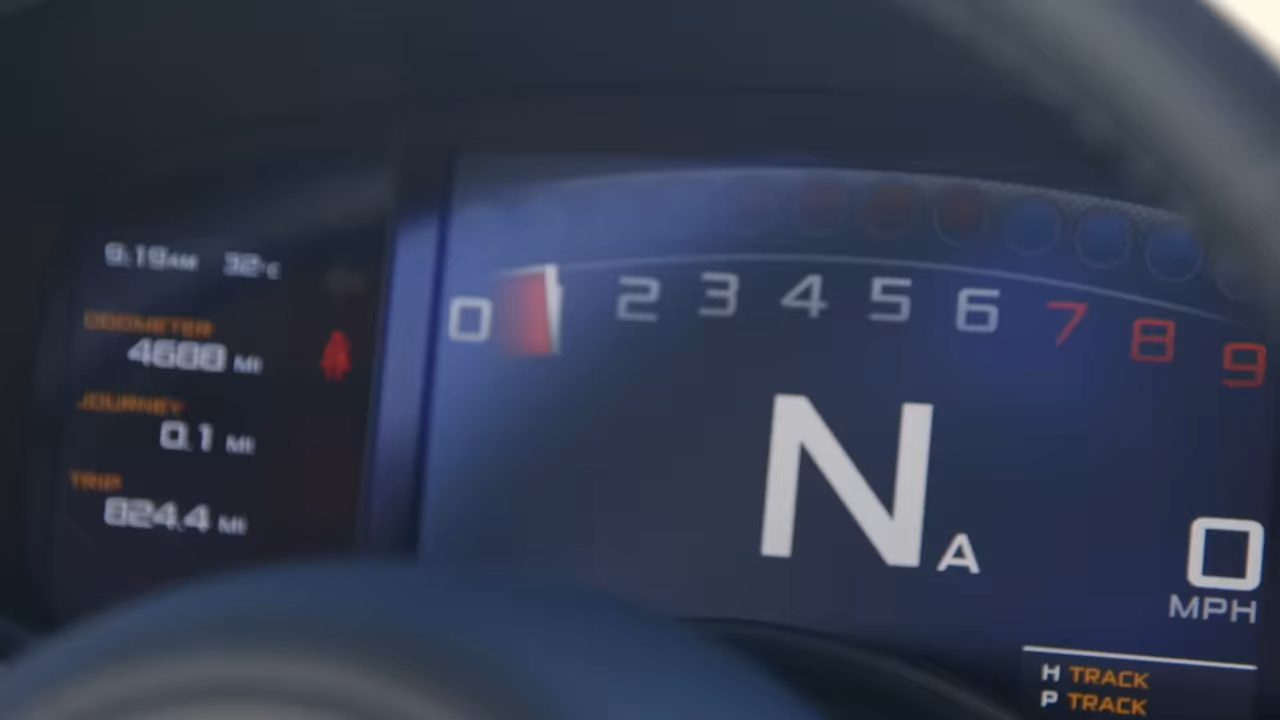 9:19AM 32°C
ODOMETER
4688 MI
JOURNEY
0.1 MI
TRIP
824.4 MI
0 2 3 4 5 6 7 8 9
N A
0
MPH
H TRACK
P TRACK